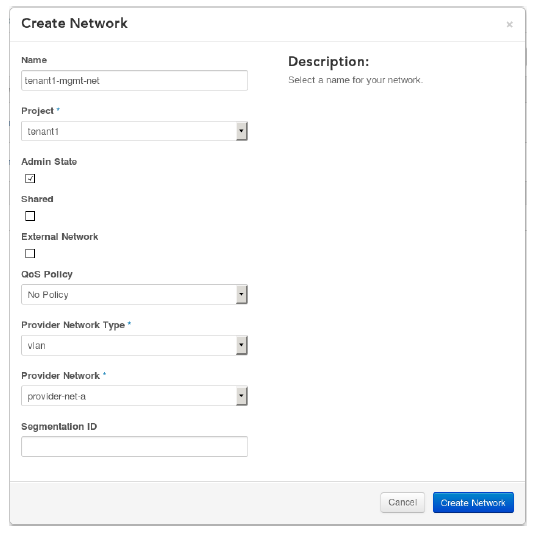 Create Network
×
Name
Description:
tenant1-mgmt-net
Select a name for your network.
Project *
tenant1
Admin State
Shared
External Network
QoS Policy
No Policy
Provider Network Type *
vlan
Provider Network *
provider-net-a
Segmentation ID
Cancel
Create Network